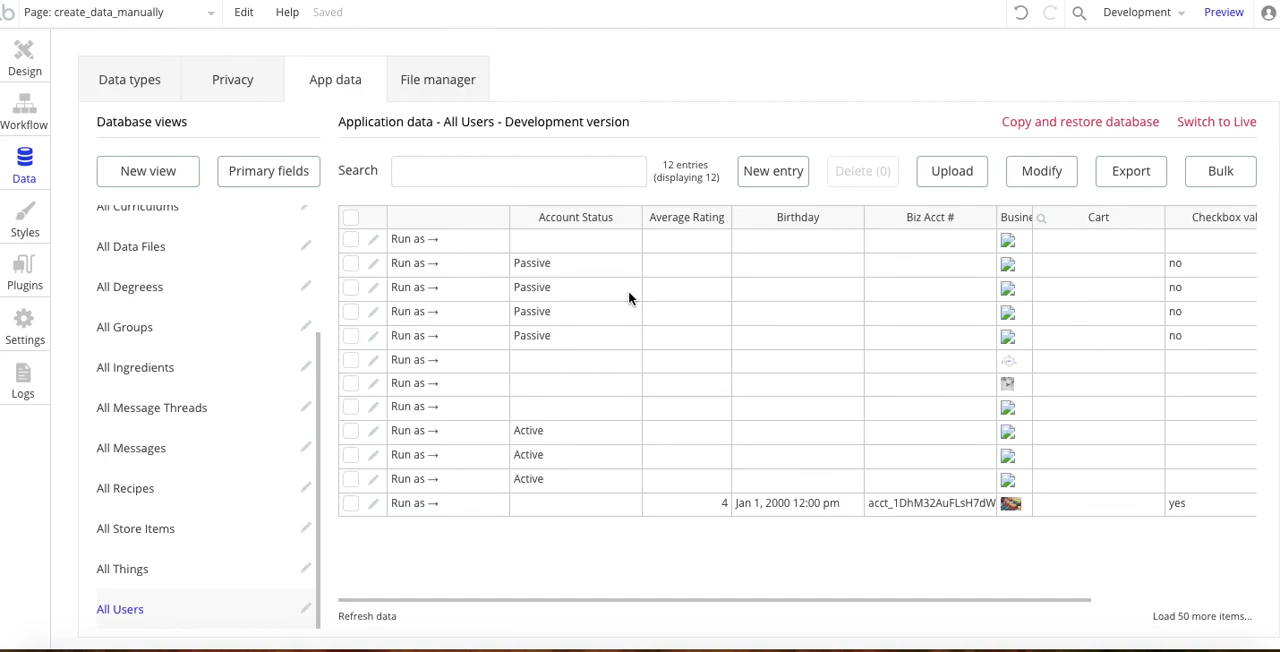 Page: create_data_manually Edit Help Saved Development Preview
Design
Workflow
Data
Styles
Plugins
Settings
Logs
Data types Privacy App data File manager
Database views
New view Primary fields
All Curriculums
All Data Files
All Degreess
All Groups
All Ingredients
All Message Threads
All Messages
All Recipes
All Store Items
All Things
All Users
Application data - All Users - Development version Copy and restore database Switch to Live
Search 12 entries
(displaying 12)
New entry Delete (0) Upload Modify Export Bulk
Account Status Average Rating Birthday Biz Acct # Busine Cart Checkbox val
Run as →
Run as → Passive no
Run as → Passive no
Run as → Passive no
Run as → Passive no
Run as →
Run as →
Run as →
Run as → Active
Run as → Active
Run as → Active
Run as → 4 Jan 1, 2000 12:00 pm acct_1DhM32AuFLsH7dW yes
Refresh data Load 50 more items...